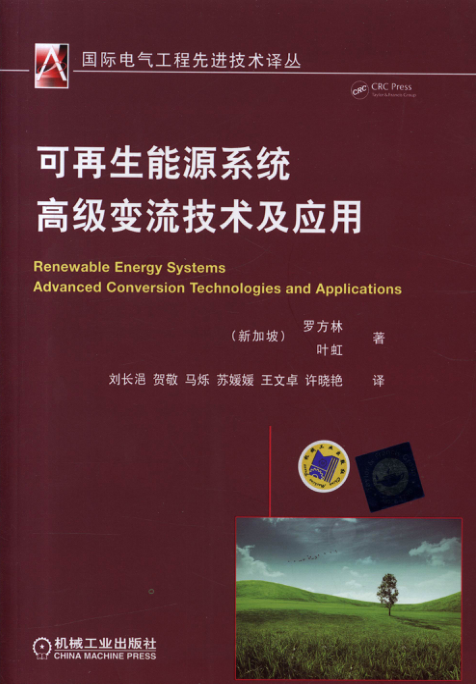 国际电气工程先进技术译丛
CRC
CRC Press
可再生能源系统
高级变流技术及应用
Renewable Energy Systems
Advanced Conversion Technologies and Applications
（新加坡） 罗方林
叶虹
著
刘长浥 贺敬 马烁 苏媛媛 王文卓 许晓艳 译
机械工业出版社
CHINA MACHINE PRESS